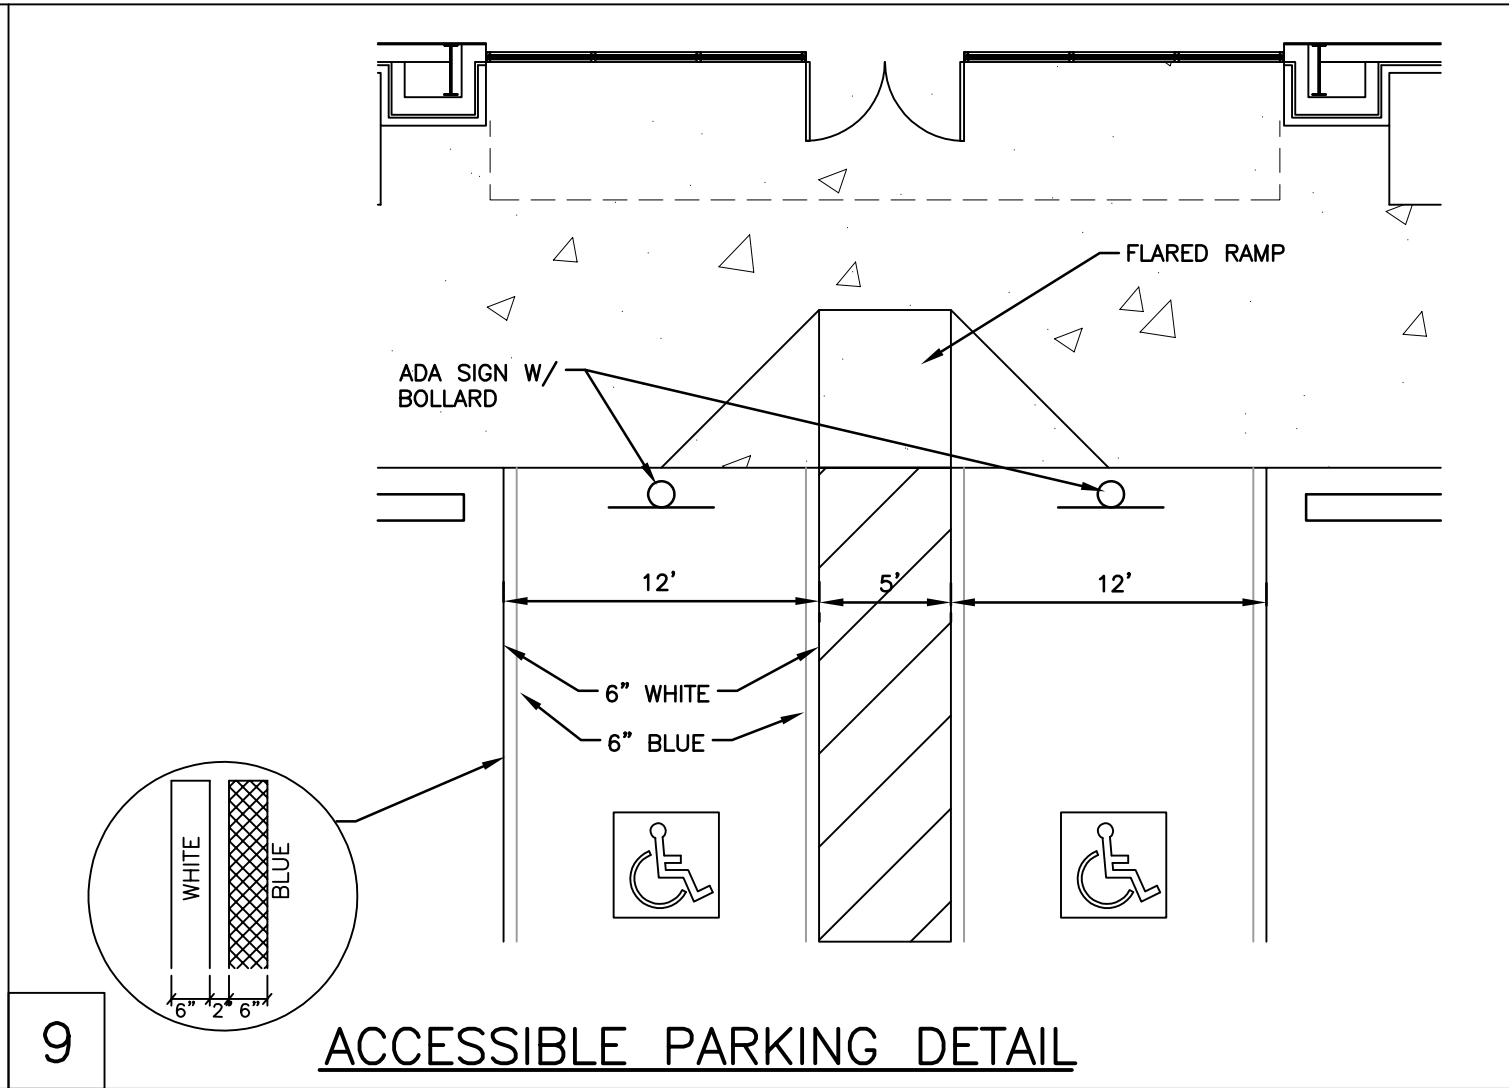 FLARED RAMP
ADA SIGN W/
BOLLARD
12'
5'
12'
6" WHITE
6" BLUE
WHITE
BLUE
6" 2" 6"
9
ACCESSIBLE PARKING DETAIL